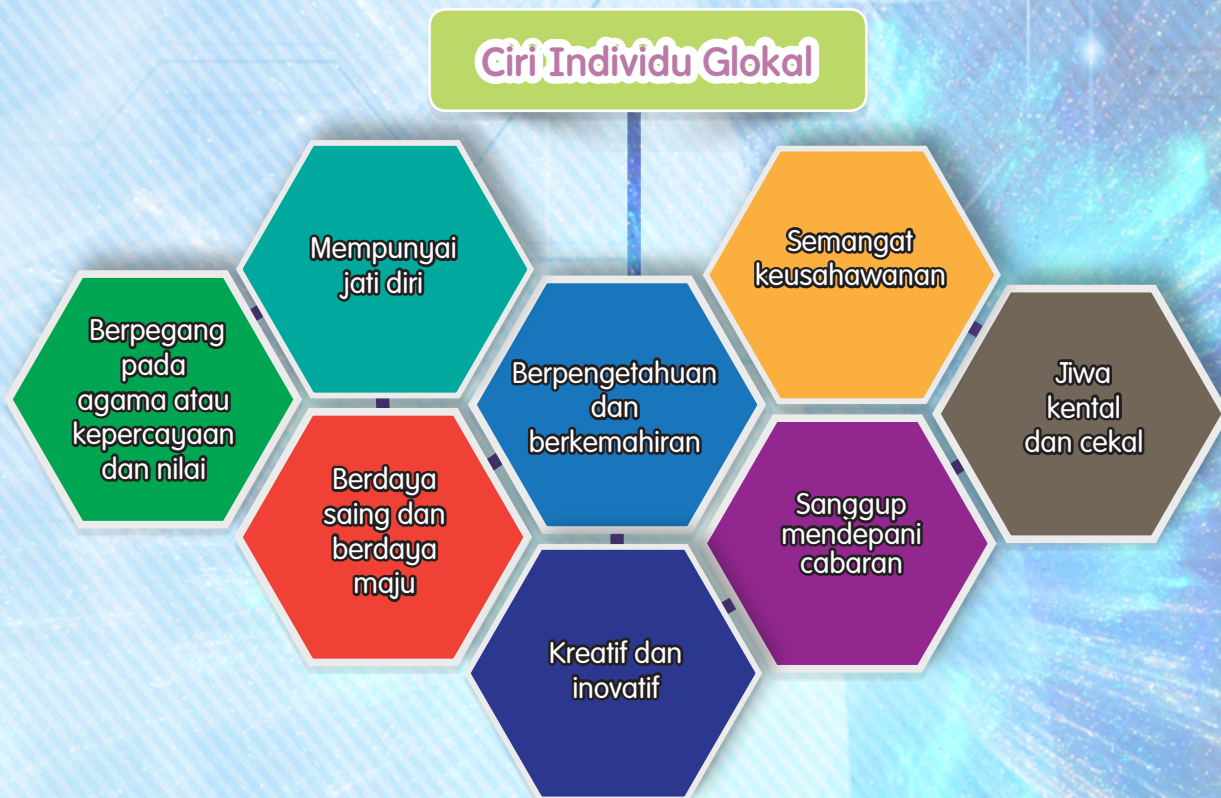 Ciri Individu Glokal
Mempunyai
jati diri
Semangat
keusahawanan
Berpegang
pada
agama atau
kepercayaan
dan nilai
Berpengetahuan
dan
berkemahiran
Jiwa
kental
dan cekal
Berdaya
saing dan
berdaya
maju
Sanggup
mendepani
cabaran
Kreatif dan
inovatif